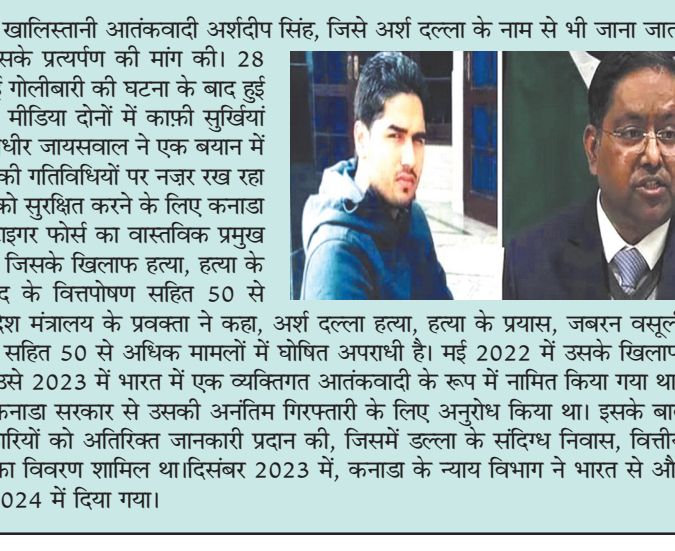 खालिस्तानी आतंकवादी अर्शदीप सिंह, जिसे अर्श दल्ला के नाम से भी जाना जात
सके प्रत्यर्पण की मांग की। 28
गोलीबारी की घटना के बाद हुई
मीडिया दोनों में काफ़ी सुर्खियां
धीर जायसवाल ने एक बयान में
की गतिविधियों पर नज़र रख रहा
को सुरक्षित करने के लिए कनाडा
ाइगर फोर्स का वास्तविक प्रमुख
जिसके खिलाफ हत्या, हत्या के
द के वित्तपोषण सहित 50 से
देश मंत्रालय के प्रवक्ता ने कहा, अर्श दल्ला हत्या, हत्या के प्रयास, जबरन वसूली
सहित 50 से अधिक मामलों में घोषित अपराधी है। मई 2022 में उसके खिलाफ
उसे 2023 में भारत में एक व्यक्तिगत आतंकवादी के रूप में नामित किया गया था
कनाडा सरकार से उसकी अनंतिम गिरफ्तारी के लिए अनुरोध किया था। इसके बाद
ारियों को अतिरिक्त जानकारी प्रदान की, जिसमें डल्ला के संदिग्ध निवास, वित्तीय
का विवरण शामिल था।दिसंबर 2023 में, कनाडा के न्याय विभाग ने भारत से औ
2024 में दिया गया।